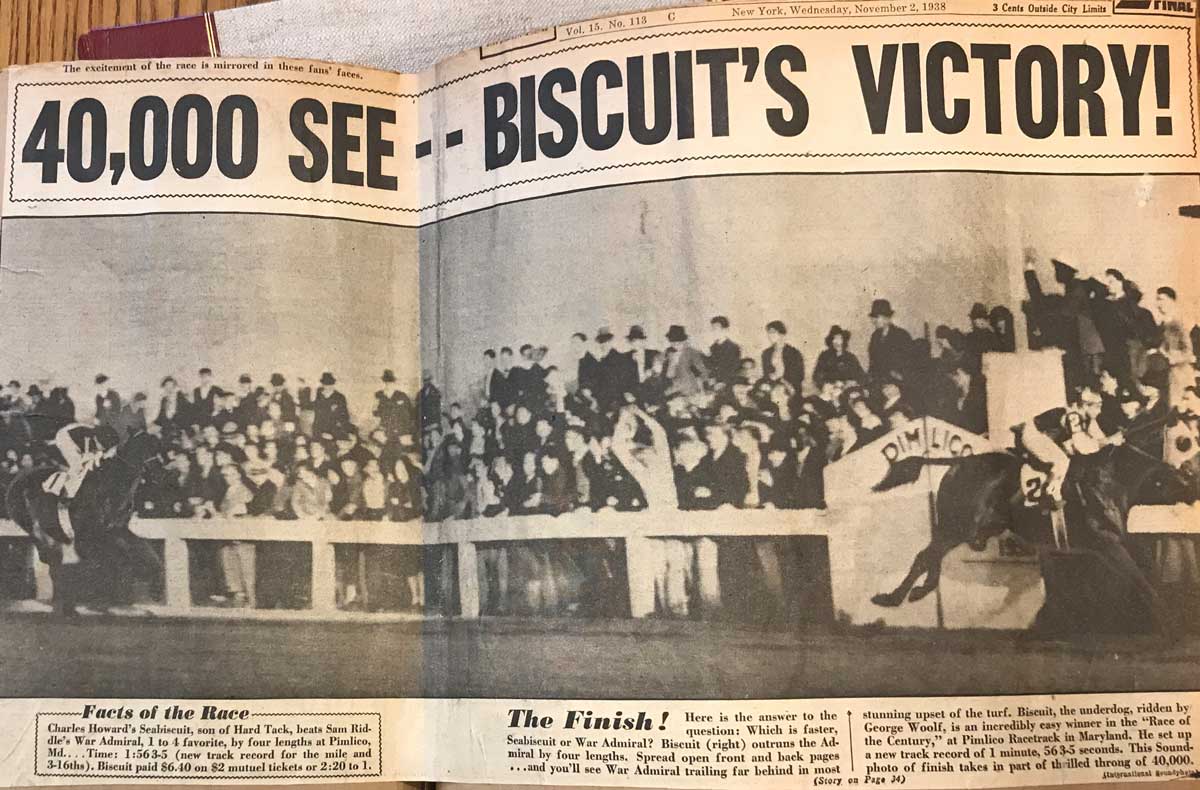 Vol. 15. No. 113 C New York, Wednesday, November 2, 1938 3 Cents Outside City Limits FINAL
The excitement of the race is mirrored in these fans' faces.
40,000 SEE -- BISCUIT'S VICTORY!
PIMLICO
2
2
Facts of the Race
Charles Howard's Seabiscuit, son of Hard Tack, beats Sam Rid-
dle's War Admiral, 1 to 4 favorite, by four lengths at Pimlico,
Md. . . . Time: 1:56 3-5 (new track record for the mile and
3-16ths). Biscuit paid $6.40 on $2 mutuel tickets or 2:20 to 1.
The Finish! Here is the answer to the
question: Which is faster,
Seabiscuit or War Admiral? Biscuit (right) outruns the Ad-
miral by four lengths. Spread open front and back pages
. . . and you'll see War Admiral trailing far behind in most
stunning upset of the turf. Biscuit, the underdog, ridden by
George Woolf, is an incredibly easy winner in the "Race of
the Century," at Pimlico Racetrack in Maryland. He set up
a new track record of 1 minute, 56 3-5 seconds. This Sound-
photo of finish takes in part of thrilled throng of 40,000.
(Story on Page 34)
(International Soundphoto)